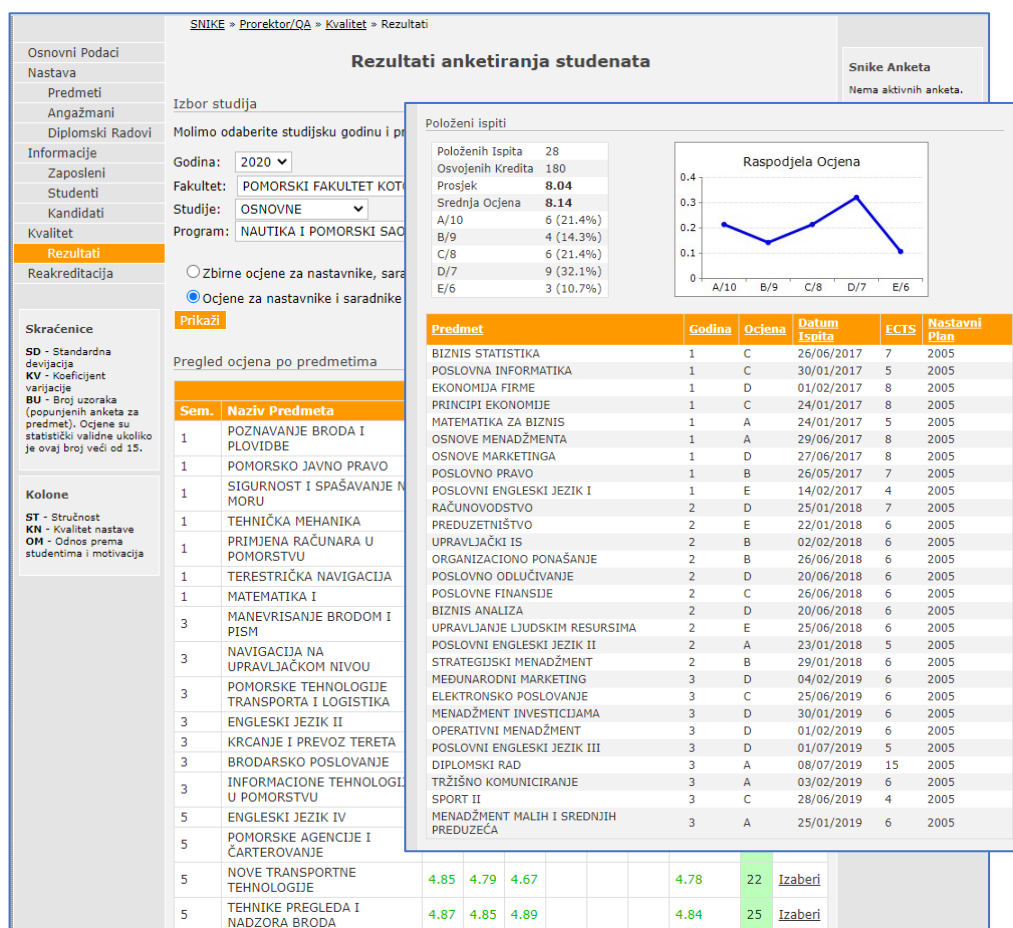 SNIKE » Prorektor/QA » Kvalitet » Rezultati
Osnovni Podaci
Nastava
Predmeti
Angažmani
Diplomski Radovi
Informacije
Zaposleni
Studenti
Kandidati
Kvalitet
Rezultati
Reakreditacija
Skraćenice
SD - Standardna
devijacija
KV - Koeficijent
varijacije
BU - Broj uzoraka
(popunjenih anketa za
predmet). Ocjene su
statistički validne ukoliko
je ovaj broj veći od 15.
Kolone
ST - Stručnost
KN - Kvalitet nastave
OM - Odnos prema
studentima i motivacija
Rezultati anketiranja studenata
Snike Anketa
Nema aktivnih anketa.
Izbor studija
Molimo odaberite studijsku godinu i
Godina: 2020
Fakultet: POMORSKI FAKULTET
Studije: OSNOVNE
Program: NAUTIKA I POMORSKI
Zbirne ocjene za nastavnike,
Ocjene za nastavnike i saradnike
Prikaži
Pregled ocjena po predmetima
Sem. Naziv Predmeta
1 POZNAVANJE BRODA I
PLOVIDBE
1 POMORSKO JAVNO PRAVO
1 SIGURNOST I SPAŠAVANJE
MORU
1 TEHNIČKA MEHANIKA
1 PRIMJENA RAČUNARA U
POMORSTVU
1 TERESTRIČKA NAVIGACIJA
1 MATEMATIKA I
3 MANEVRISANJE BRODOM I
PISM
3 NAVIGACIJA NA
UPRAVLJAČKOM NIVOU
3 POMORSKE TEHNOLOGIJE
TRANSPORTA I LOGISTIKA
3 ENGLESKI JEZIK II
3 KRCANJE I PREVOZ TERETA
3 BRODARSKO POSLOVANJE
3 INFORMACIONE
U POMORSTVU
5 ENGLESKI JEZIK IV
5 POMORSKE AGENCIJE I
ČARTEROVANJE
5 NOVE TRANSPORTNE
TEHNOLOGIJE 4.85 4.79 4.67 4.78 22 Izaberi
5 TEHNIKE PREGLEDA I
NADZORA BRODA 4.87 4.85 4.89 4.84 25 Izaberi
Položeni ispiti
Položenih Ispita 28
Osvojenih Kredita 180
Prosjek 8.04
Srednja Ocjena 8.14
A/10 6 (21.4%)
B/9 4 (14.3%)
C/8 6 (21.4%)
D/7 9 (32.1%)
E/6 3 (10.7%)
Raspodjela Ocjena
0.4
0.3
0.2
0.1
0
A/10 B/9 C/8 D/7 E/6
Predmet Godina Ocjena Datum Ispita ECTS Nastavni Plan
BIZNIS STATISTIKA 1 C 26/06/2017 7 2005
POSLOVNA INFORMATIKA 1 C 30/01/2017 5 2005
EKONOMIJA FIRME 1 D 01/02/2017 8 2005
PRINCIPI EKONOMIJE 1 C 24/01/2017 8 2005
MATEMATIKA ZA BIZNIS 1 A 24/01/2017 5 2005
OSNOVE MENADŽMENTA 1 A 29/06/2017 8 2005
OSNOVE MARKETINGA 1 D 27/06/2017 8 2005
POSLOVNO PRAVO 1 B 26/05/2017 7 2005
POSLOVNI ENGLESKI JEZIK I 1 E 14/02/2017 4 2005
RAČUNOVODSTVO 2 D 25/01/2018 7 2005
PREDUZETNIŠTVO 2 E 22/01/2018 6 2005
UPRAVLJAČKI IS 2 B 02/02/2018 6 2005
ORGANIZACIONO PONAŠANJE 2 B 26/06/2018 6 2005
POSLOVNO ODLUČIVANJE 2 D 20/06/2018 6 2005
POSLOVNE FINANSIJE 2 C 26/06/2018 6 2005
BIZNIS ANALIZA 2 D 20/06/2018 6 2005
UPRAVLJANJE LJUDSKIM RESURSIMA 2 E 25/06/2018 6 2005
POSLOVNI ENGLESKI JEZIK II 2 A 23/01/2018 5 2005
STRATEGIJSKI MENADŽMENT 2 B 29/01/2018 6 2005
MEĐUNARODNI MARKETING 3 D 04/02/2019 6 2005
ELEKTRONSKO POSLOVANJE 3 C 25/06/2019 6 2005
MENADŽMENT INVESTICIJAMA 3 D 30/01/2019 6 2005
OPERATIVNI MENADŽMENT 3 D 01/02/2019 6 2005
POSLOVNI ENGLESKI JEZIK III 3 D 01/07/2019 5 2005
DIPLOMSKI RAD 3 A 08/07/2019 15 2005
TRŽIŠNO KOMUNICIRANJE 3 A 03/02/2019 6 2005
SPORT II 3 C 28/06/2019 4 2005
MENADŽMENT MALIH I SREDNJIH
PREDUZEĆA 3 A 25/01/2019 6 2005